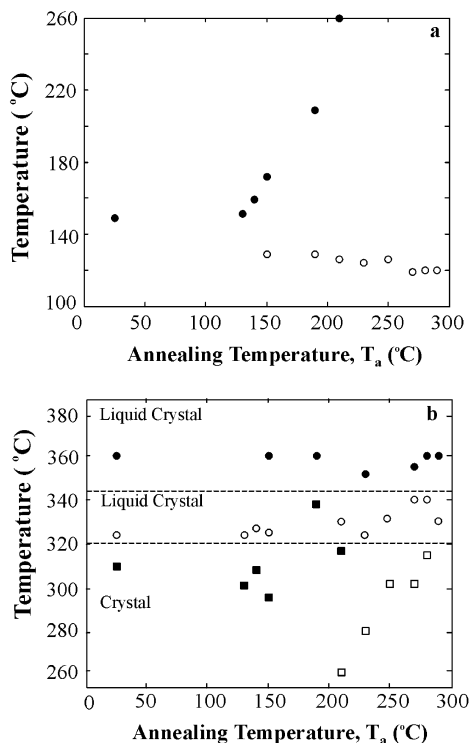 a
260
220
180
140
100
Temperature ( °C)
0 50 100 150 200 250 300
Annealing Temperature, Ta (°C)
b
Liquid Crystal
380
360
Liquid Crystal
340
320
Crystal
300
280
260
Temperature ( °C)
0 50 100 150 200 250 300
Annealing Temperature, Ta (°C)